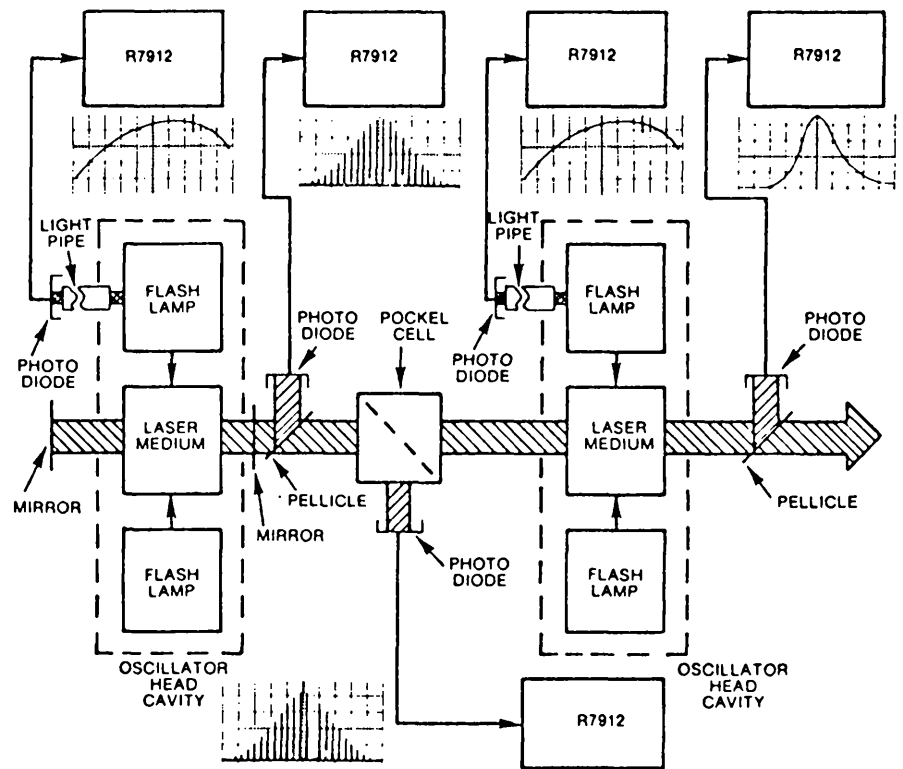 R7912
R7912
R7912
R7912
LIGHT
PIPE
LIGHT
PIPE
FLASH
LAMP
PHOTO
DIODE
POCKEL
CELL
FLASH
LAMP
PHOTO
DIODE
PHOTO
DIODE
PHOTO
DIODE
LASER
MEDIUM
LASER
MEDIUM
MIRROR
PELLICLE
MIRROR
PELLICLE
PHOTO
DIODE
FLASH
LAMP
FLASH
LAMP
OSCILLATOR
HEAD
CAVITY
OSCILLATOR
HEAD
CAVITY
R7912